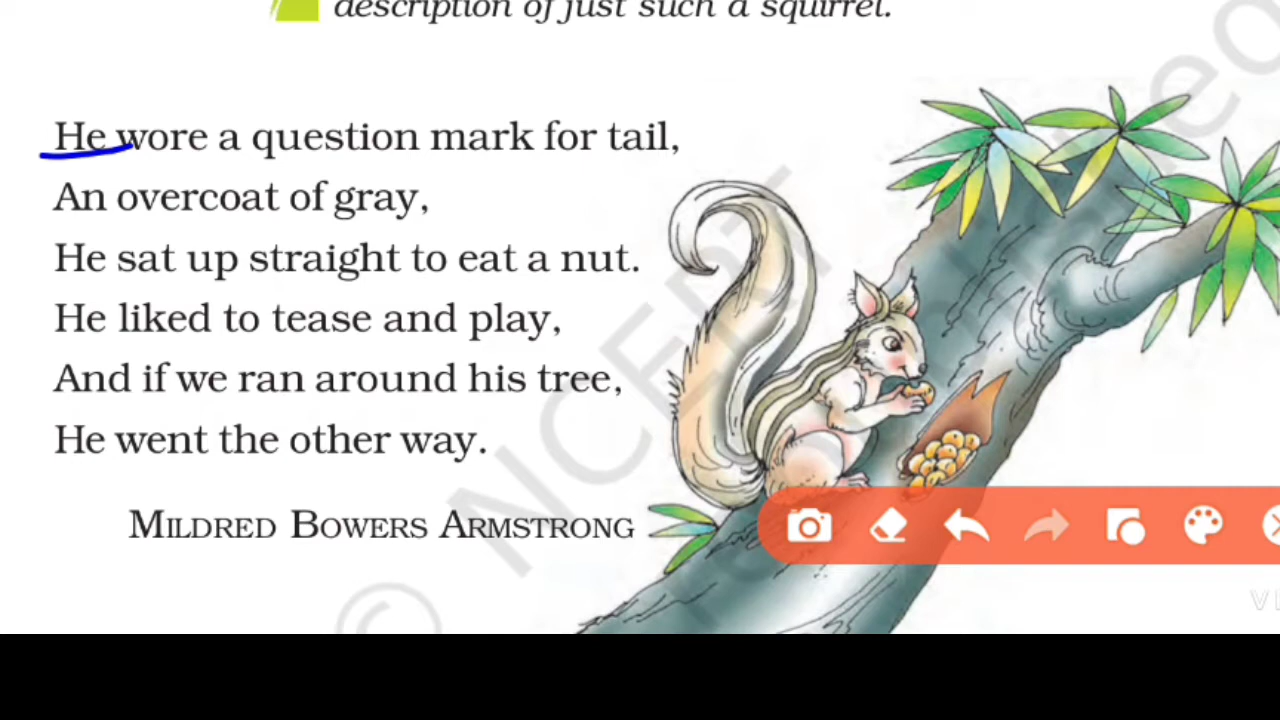 description of just such a squirrel.
He wore a question mark for tail,
An overcoat of gray,
He sat up straight to eat a nut.
He liked to tease and play,
And if we ran around his tree,
He went the other way.
MILDRED BOWERS ARMSTRONG
© NCERT